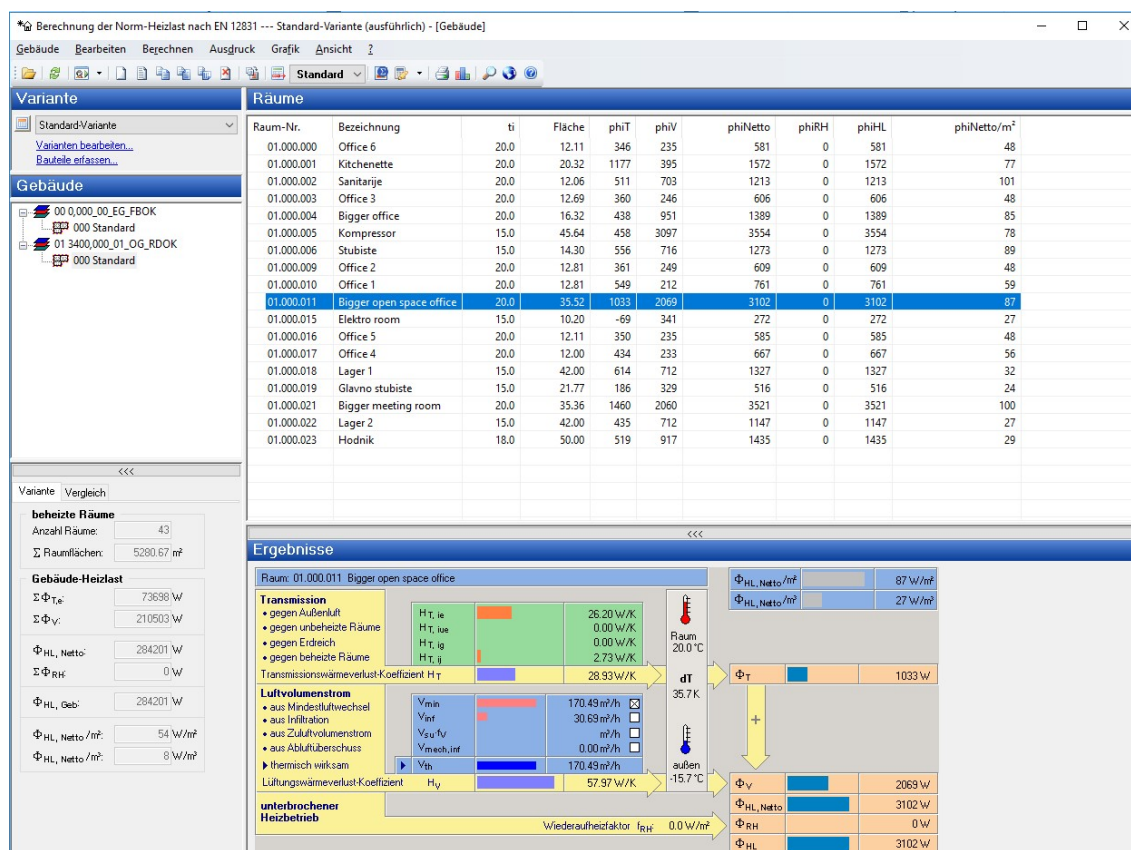 *Berechnung der Norm-Heizlast nach EN 12831 --- Standard-Variante (ausführlich) - [Gebäude]
Gebäude Bearbeiten Berechnen Ausdruck Grafik Ansicht ?
Standard
Variante
Standard-Variante
Varianten bearbeiten...
Bauteile erfassen...
Gebäude
00 0,000_00_EG_FBOK
000 Standard
01 3400,000_01_OG_RDOK
000 Standard
Räume
Raum-Nr. Bezeichnung ti Fläche phiT phiV phiNetto phiRH phiHL phiNetto/m²
01.000.000 Office 6 20.0 12.11 346 235 581 0 581 48
01.000.001 Kitchenette 20.0 20.32 1177 395 1572 0 1572 77
01.000.002 Sanitarije 20.0 12.06 511 703 1213 0 1213 101
01.000.003 Office 3 20.0 12.69 360 246 606 0 606 48
01.000.004 Bigger office 20.0 16.32 438 951 1389 0 1389 85
01.000.005 Kompressor 15.0 45.64 458 3097 3554 0 3554 78
01.000.006 Stubiste 15.0 14.30 556 716 1273 0 1273 89
01.000.009 Office 2 20.0 12.81 361 249 609 0 609 48
01.000.010 Office 1 20.0 12.81 549 212 761 0 761 59
01.000.011 Bigger open space office 20.0 35.52 1033 2069 3102 0 3102 87
01.000.015 Elektro room 15.0 10.20 -69 341 272 0 272 27
01.000.016 Office 5 20.0 12.11 350 235 585 0 585 48
01.000.017 Office 4 20.0 12.00 434 233 667 0 667 56
01.000.018 Lager 1 15.0 42.00 614 712 1327 0 1327 32
01.000.019 Glavno stubiste 15.0 21.77 186 329 516 0 516 24
01.000.021 Bigger meeting room 20.0 35.36 1460 2060 3521 0 3521 100
01.000.022 Lager 2 15.0 42.00 435 712 1147 0 1147 27
01.000.023 Hodnik 18.0 50.00 519 917 1435 0 1435 29
<<<
Variante Vergleich
beheizte Räume
Anzahl Räume: 43
Σ Raumflächen: 5280.67 m²
Gebäude-Heizlast
ΣΦT,e: 73698 W
ΣΦV: 210503 W
ΦHL, Netto: 284201 W
ΣΦRH: 0 W
ΦHL, Geb: 284201 W
ΦHL, Netto /m²: 54 W/m²
ΦHL, Netto /m³: 8 W/m³
<<<
Ergebnisse
Raum: 01.000.011 Bigger open space office
ΦHL, Netto /m² 87 W/m²
ΦHL, Netto /m³ 27 W/m³
Transmission
• gegen Außenluft HT, ie 26.20 W/K
• gegen unbeheizte Räume HT, iue 0.00 W/K
• gegen Erdreich HT, ig 0.00 W/K
• gegen beheizte Räume HT, ij 2.73 W/K
Transmissionswärmeverlust-Koeffizient HT 28.93 W/K
Raum
20.0 °C
dT
35.7 K
außen
-15.7 °C
ΦT 1033 W
+
Luftvolumenstrom
• aus Mindestluftwechsel Vmin 170.49 m³/h
• aus Infiltration Vinf 30.69 m³/h
• aus Zuluftvolumenstrom Vsu·fV m³/h
• aus Abluftüberschuss Vmech,inf 0.00 m³/h
thermisch wirksam Vth 170.49 m³/h
Lüftungswärmeverlust-Koeffizient HV 57.97 W/K
ΦV 2069 W
ΦHL, Netto 3102 W
unterbrochener
Heizbetrieb
Wiederaufheizfaktor fRH: 0.0 W/m²
ΦRH 0 W
ΦHL 3102 W